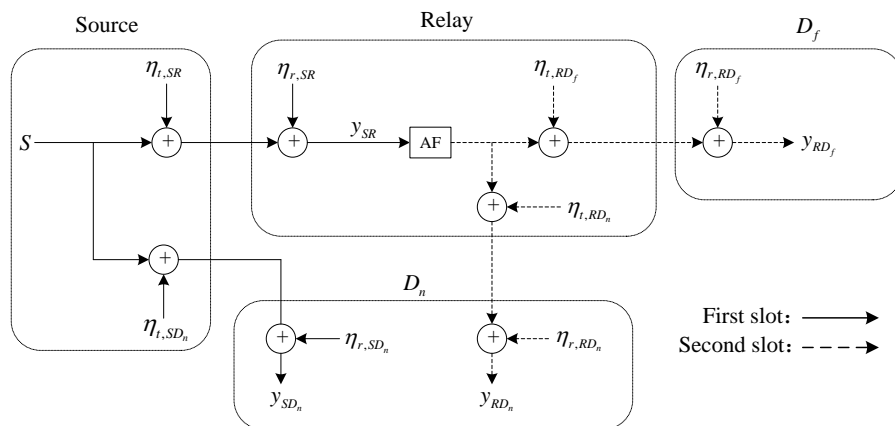 Source
Relay
D_f
η_{t,SR}
η_{r,SR}
η_{t,RD_f}
η_{r,RD_f}
S
y_{SR}
AF
y_{RD_f}
η_{t,RD_n}
η_{t,SD_n}
D_n
η_{r,SD_n}
η_{r,RD_n}
y_{SD_n}
y_{RD_n}
First slot:
Second slot: